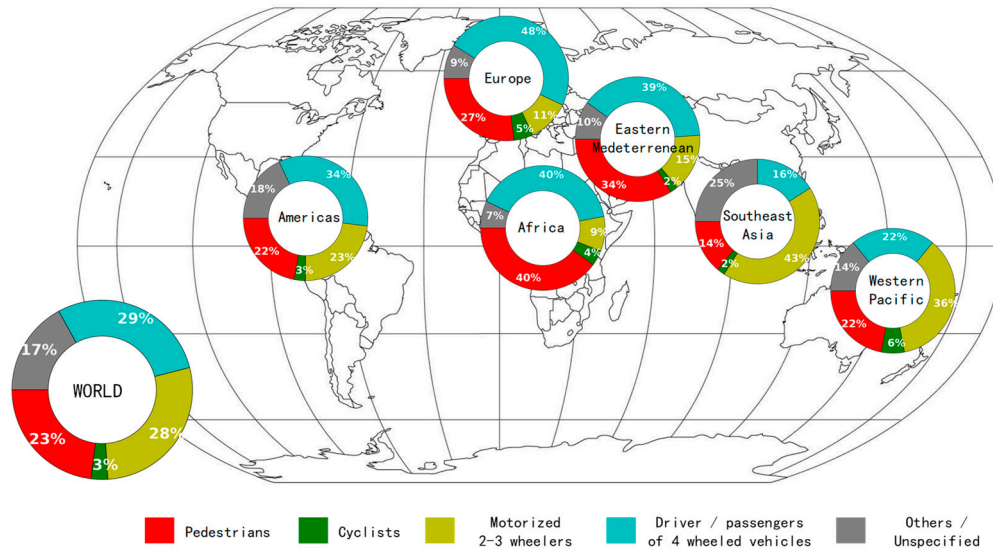 48%
9%
Europe
11%
27%
5%
39%
10%
Eastern
Medeterrenean
15%
34%
2%
34%
18%
Americas
22%
23%
3%
40%
7%
Africa
9%
4%
40%
16%
25%
Southeast
Asia
14%
2%
43%
22%
14%
Western
Pacific
36%
22%
6%
29%
17%
WORLD
23%
28%
3%
Pedestrians
Cyclists
Motorized
2-3 wheelers
Driver / passengers
of 4 wheeled vehicles
Others /
Unspecified